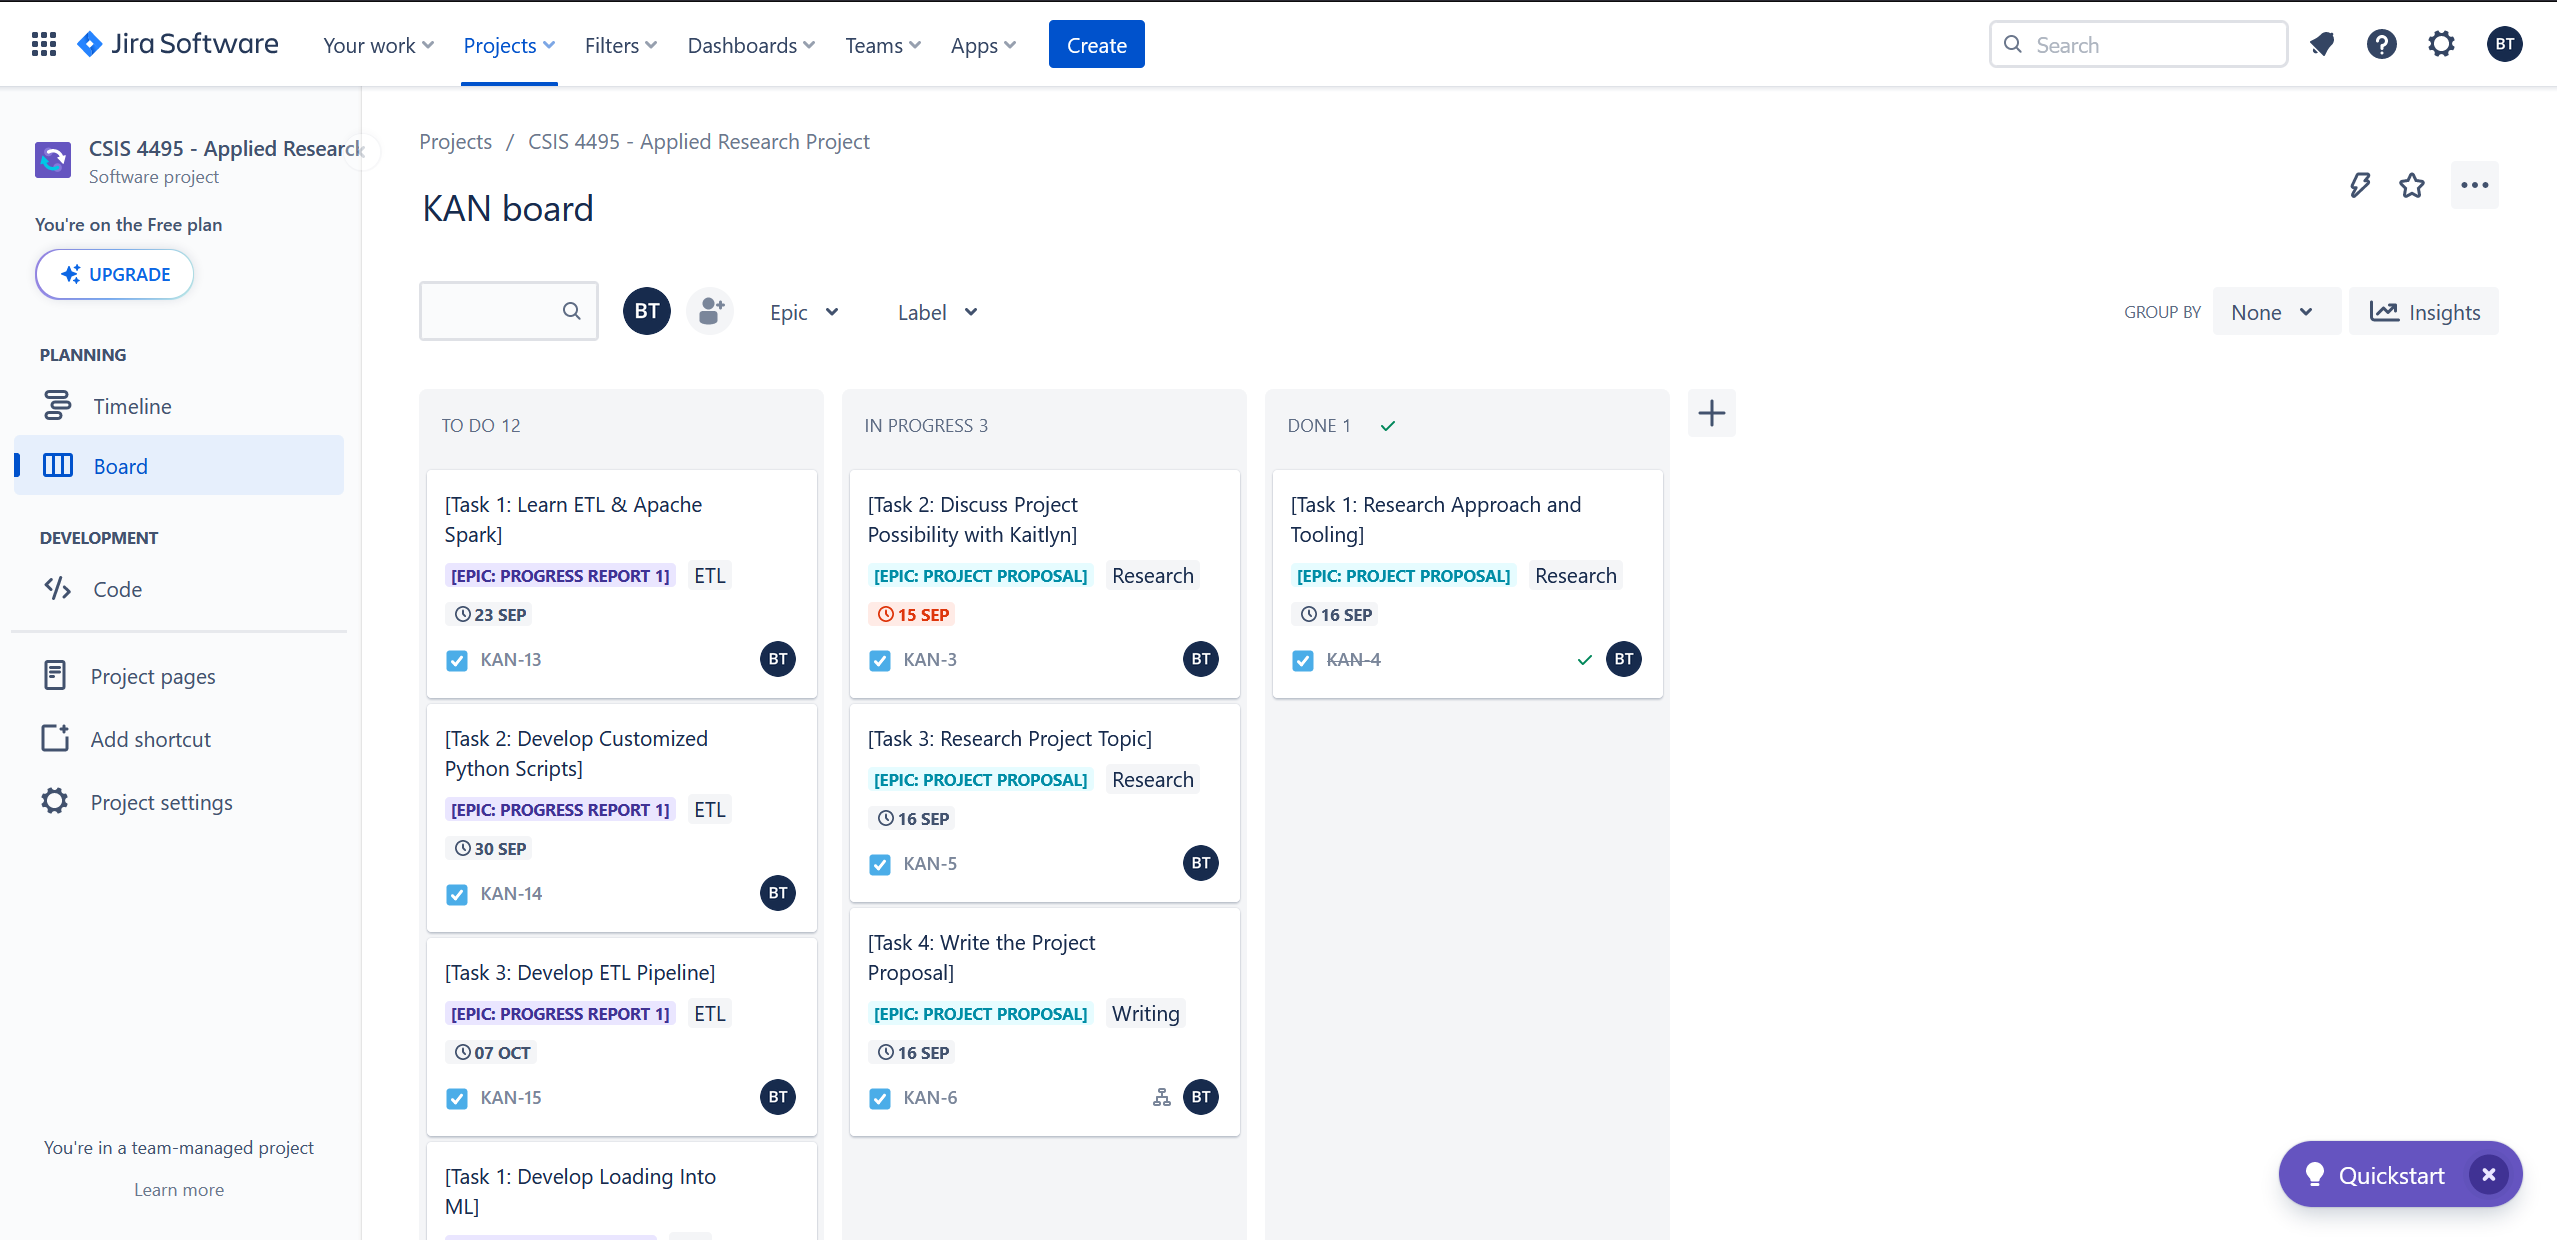 Jira Software
Your work
Projects
Filters
Dashboards
Teams
Apps
Create
Search
BT
CSIS 4495 - Applied Researc
Software project
You're on the Free plan
UPGRADE
PLANNING
Timeline
Board
DEVELOPMENT
Code
Project pages
Add shortcut
Project settings
You're in a team-managed project
Learn more
Projects / CSIS 4495 - Applied Research Project
KAN board
BT
Epic
Label
GROUP BY
None
Insights
TO DO 12
[Task 1: Learn ETL & Apache
Spark]
[EPIC: PROGRESS REPORT 1] ETL
23 SEP
KAN-13 BT
[Task 2: Develop Customized
Python Scripts]
[EPIC: PROGRESS REPORT 1] ETL
30 SEP
KAN-14 BT
[Task 3: Develop ETL Pipeline]
[EPIC: PROGRESS REPORT 1] ETL
07 OCT
KAN-15 BT
[Task 1: Develop Loading Into
ML]
IN PROGRESS 3
[Task 2: Discuss Project
Possibility with Kaitlyn]
[EPIC: PROJECT PROPOSAL] Research
15 SEP
KAN-3 BT
[Task 3: Research Project Topic]
[EPIC: PROJECT PROPOSAL] Research
16 SEP
KAN-5 BT
[Task 4: Write the Project
Proposal]
[EPIC: PROJECT PROPOSAL] Writing
16 SEP
KAN-6 BT
DONE 1
[Task 1: Research Approach and
Tooling]
[EPIC: PROJECT PROPOSAL] Research
16 SEP
KAN-4 BT
Quickstart